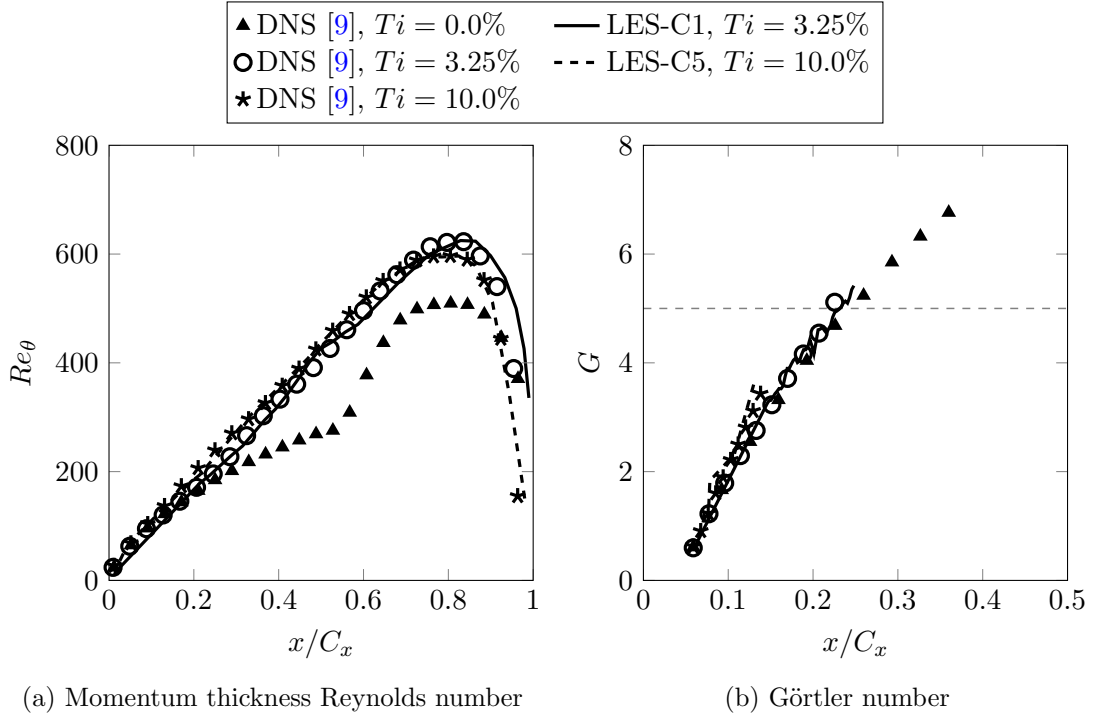 DNS [9], Ti = 0.0%
DNS [9], Ti = 3.25%
DNS [9], Ti = 10.0%
LES-C1, Ti = 3.25%
LES-C5, Ti = 10.0%
800
600
400
200
0
Reθ
0 0.2 0.4 0.6 0.8 1
x/Cx
(a) Momentum thickness Reynolds number
8
6
4
2
0
G
0 0.1 0.2 0.3 0.4 0.5
x/Cx
(b) Görtler number